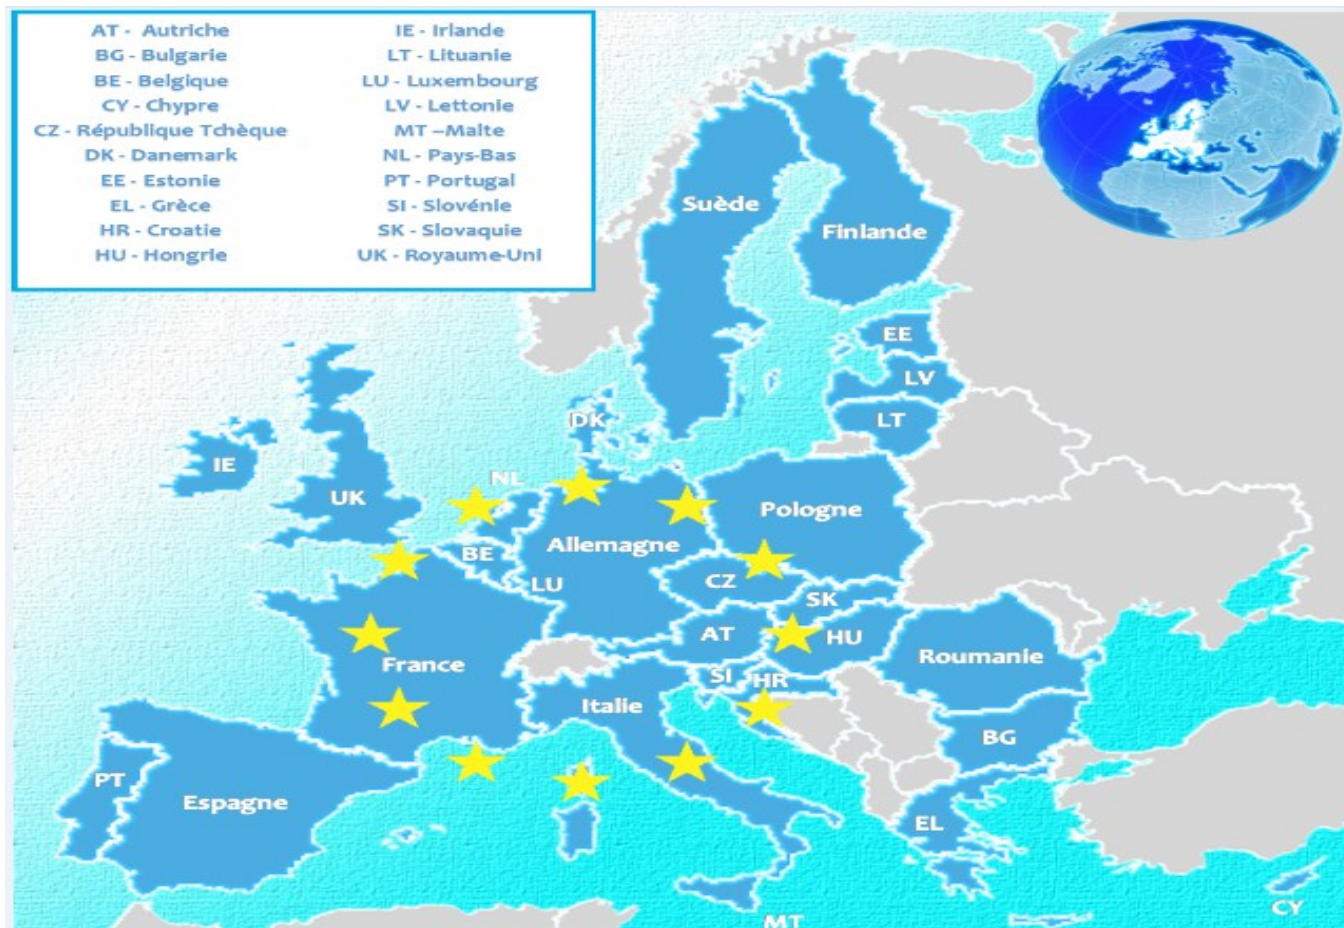 AT - Autriche
BG - Bulgarie
BE - Belgique
CY - Chypre
CZ - République Tchèque
DK - Danemark
EE - Estonie
EL - Grèce
HR - Croatie
HU - Hongrie
IE - Irlande
LT - Lituanie
LU - Luxembourg
LV - Lettonie
MT –Malte
NL - Pays-Bas
PT - Portugal
SI - Slovénie
SK - Slovaquie
UK - Royaume-Uni
Suède
Finlande
EE
LV
LT
DK
IE
UK
NL
Pologne
Allemagne
BE
LU
CZ
SK
AT
HU
France
Roumanie
SI
HR
Italie
BG
PT
Espagne
EL
CY
MT